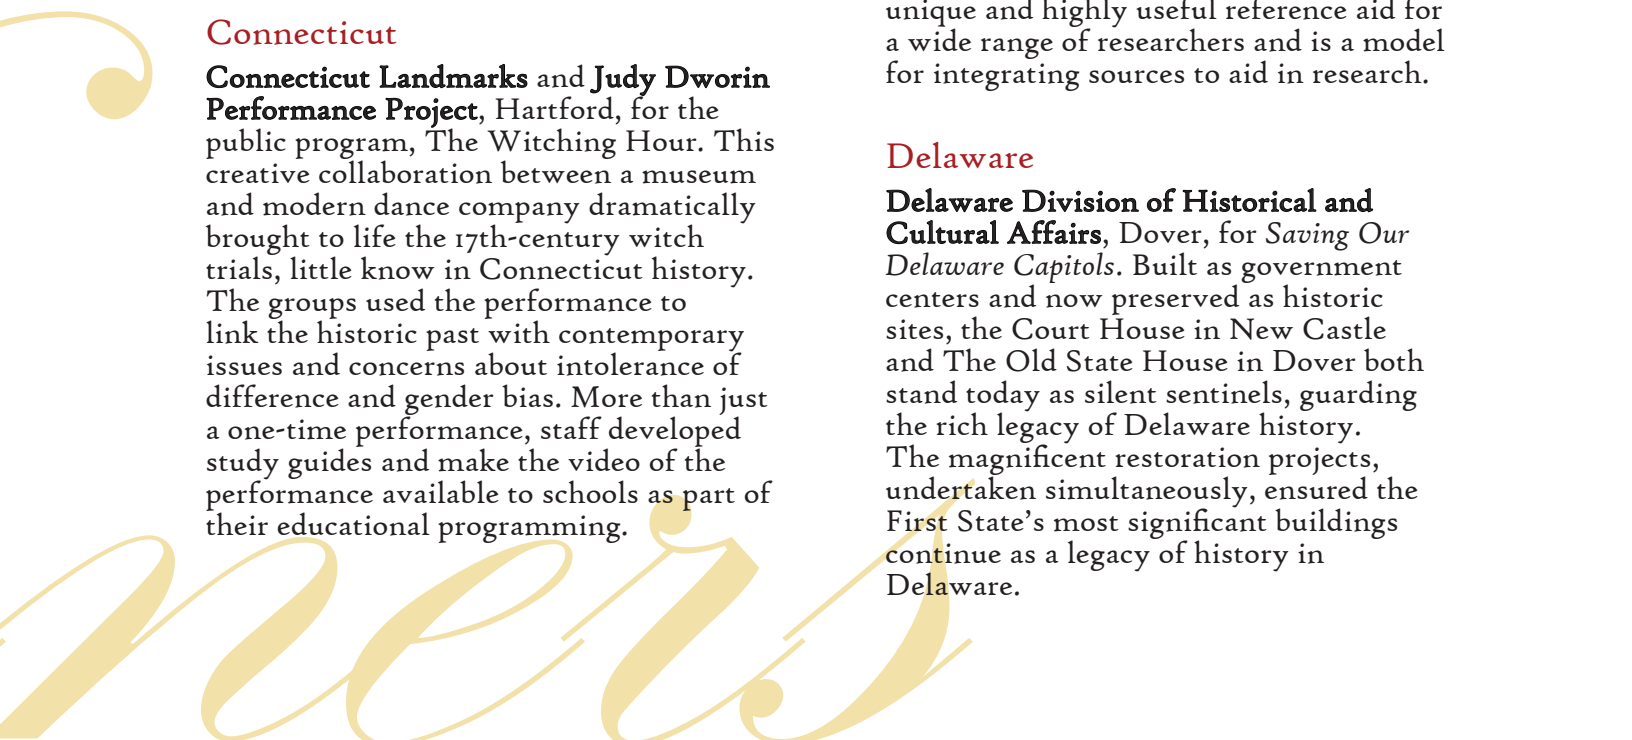 Connecticut
Connecticut Landmarks and Judy Dworin
Performance Project, Hartford, for the
public program, The Witching Hour. This
creative collaboration between a museum
and modern dance company dramatically
brought to life the 17th-century witch
trials, little know in Connecticut history.
The groups used the performance to
link the historic past with contemporary
issues and concerns about intolerance of
difference and gender bias. More than just
a one-time performance, staff developed
study guides and make the video of the
performance available to schools as part of
their educational programming.
unique and highly useful reference aid for
a wide range of researchers and is a model
for integrating sources to aid in research.
Delaware
Delaware Division of Historical and
Cultural Affairs, Dover, for Saving Our
Delaware Capitols. Built as government
centers and now preserved as historic
sites, the Court House in New Castle
and The Old State House in Dover both
stand today as silent sentinels, guarding
the rich legacy of Delaware history.
The magnificent restoration projects,
undertaken simultaneously, ensured the
First State's most significant buildings
continue as a legacy of history in
Delaware.
ners